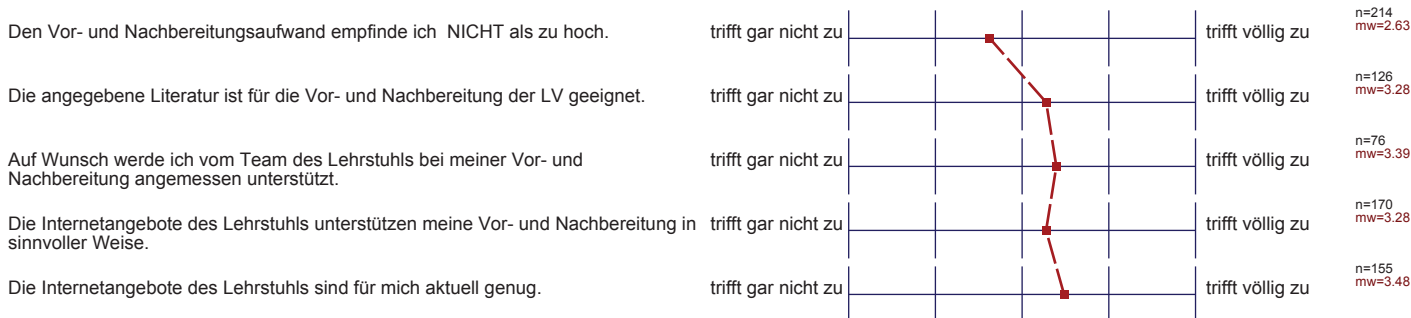 Den Vor- und Nachbereitungsaufwand empfinde ich NICHT als zu hoch. trifft gar nicht zu trifft völlig zu n=214
mw=2.63
Die angegebene Literatur ist für die Vor- und Nachbereitung der LV geeignet. trifft gar nicht zu trifft völlig zu n=126
mw=3.28
Auf Wunsch werde ich vom Team des Lehrstuhls bei meiner Vor- und trifft gar nicht zu trifft völlig zu n=76
Nachbereitung angemessen unterstützt. mw=3.39
Die Internetangebote des Lehrstuhls unterstützen meine Vor- und Nachbereitung in trifft gar nicht zu trifft völlig zu n=170
sinnvoller Weise. mw=3.28
Die Internetangebote des Lehrstuhls sind für mich aktuell genug. trifft gar nicht zu trifft völlig zu n=155
mw=3.48